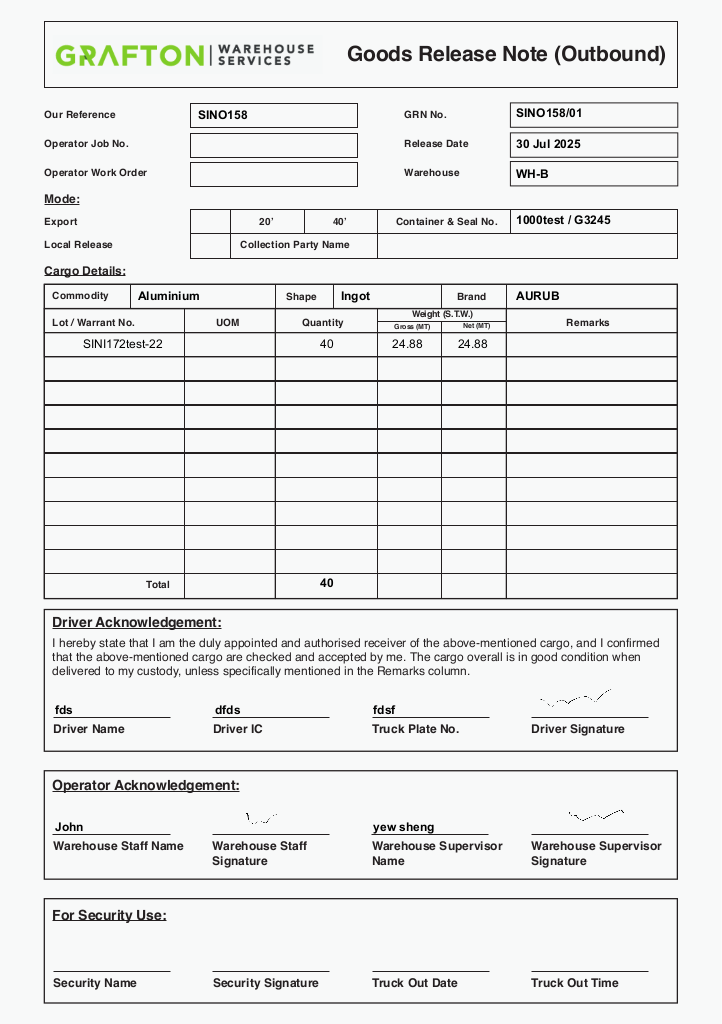 GRAFTON WAREHOUSE SERVICES
Goods Release Note (Outbound)
Our Reference SINO158 GRN No. SINO158/01
Operator Job No. Release Date 30 Jul 2025
Operator Work Order Warehouse WH-B
Mode:
Export 20' 40' Container & Seal No. 1000test / G3245
Local Release Collection Party Name
Cargo Details:
Commodity Aluminium Shape Ingot Brand AURUB
Lot / Warrant No. UOM Quantity Weight (S.T.W.) Remarks
Gross (MT) Net (MT)
SINI172test-22 40 24.88 24.88
Total 40
Driver Acknowledgement:
I hereby state that I am the duly appointed and authorised receiver of the above-mentioned cargo, and I confirmed
that the above-mentioned cargo are checked and accepted by me. The cargo overall is in good condition when
delivered to my custody, unless specifically mentioned in the Remarks column.
fds dfds fdsf
Driver Name Driver IC Truck Plate No. Driver Signature
Operator Acknowledgement:
John yew sheng
Warehouse Staff Name Warehouse Staff Signature Warehouse Supervisor Name Warehouse Supervisor Signature
For Security Use:
Security Name Security Signature Truck Out Date Truck Out Time